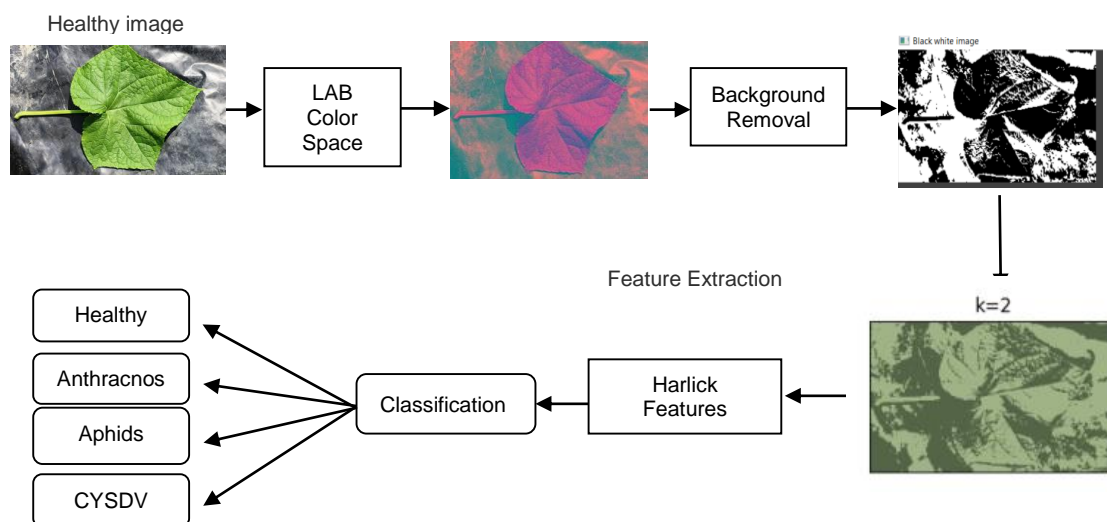 Healthy image
LAB
Color
Space
Background
Removal
Black white image
Feature Extraction
k=2
Healthy
Anthracnos
Aphids
CYSDV
Classification
Harlick
Features